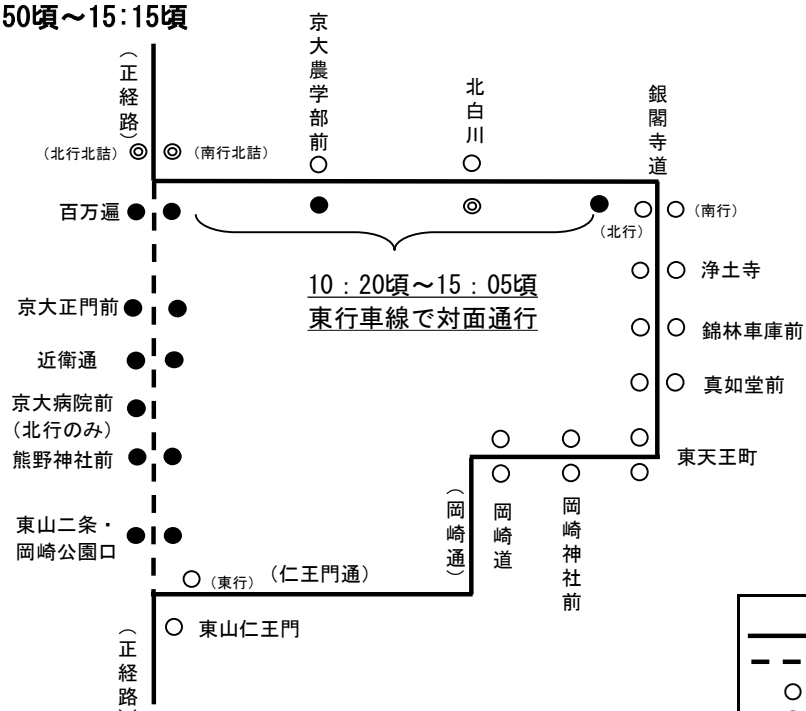 50頃～15:15頃
（正経路）
京大農学部前
北白川
銀閣寺道
（北行北詰）
（南行北詰）
百万遍
（北行）
（南行）
10：20頃～15：05頃
東行車線で対面通行
浄土寺
京大正門前
錦林車庫前
近衛通
真如堂前
京大病院前
（北行のみ）
熊野神社前
東天王町
（岡崎通）
岡崎道
岡崎神社前
東山二条・
岡崎公園口
（東行）
（仁王門通）
東山仁王門
（正経路）